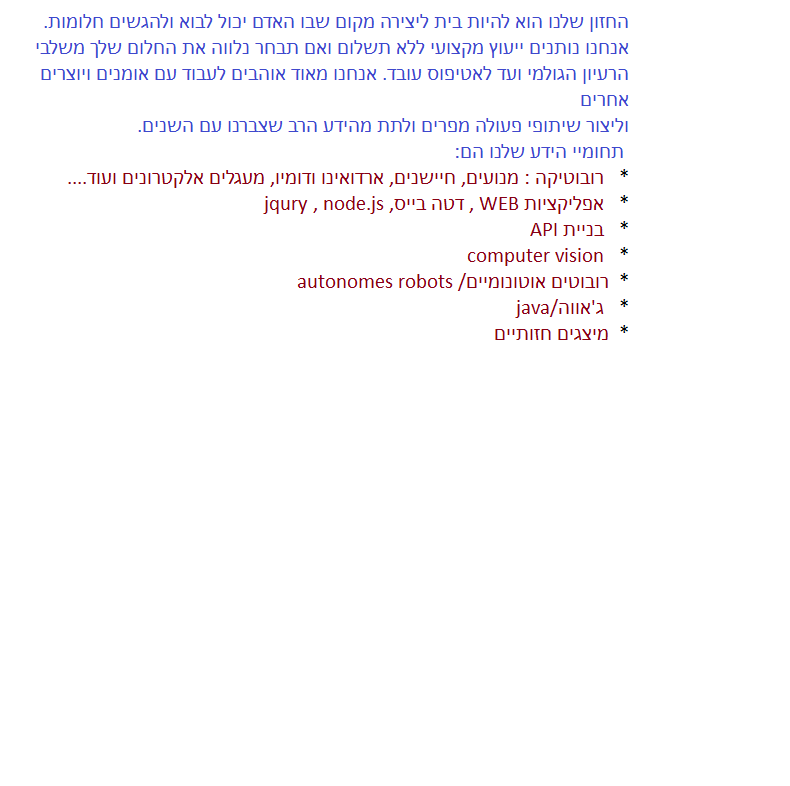 החזון שלנו הוא להיות בית ליצירה מקום שבו האדם יכול לבוא ולהגשים חלומות.
אנחנו נותנים ייעוץ מקצועי ללא תשלום ואם תבחר נלווה את החלום שלך משלבי
הרעיון הגולמי ועד לאטיפוס עובד. אנחנו מאוד אוהבים לעבוד עם אומנים ויוצרים
אחרים
וליצור שיתופי פעולה מפרים ולתת מהידע הרב שצברנו עם השנים.
תחומיי הידע שלנו הם:
* רובוטיקה : מנועים, חיישנים, ארדואינו ודומיו, מעגלים אלקטרונים ועוד....
* אפליקציות WEB , דטה בייס, jqury , node.js
* בניית API
* computer vision
* רובוטים אוטונומיים/ autonomes robots
* ג'אווה/java
* מיצגים חזותיים